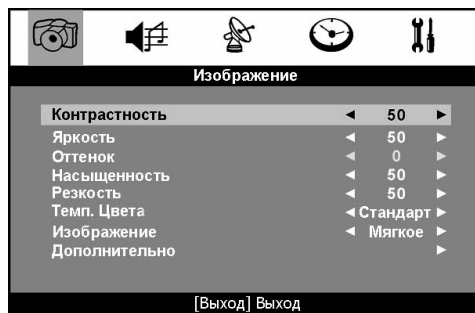 Изображение
Контрастность 50
Яркость 50
Оттенок 0
Насыщенность 50
Резкость 50
Темп. Цвета Стандарт
Изображение Мягкое
Дополнительно
[Выход] Выход